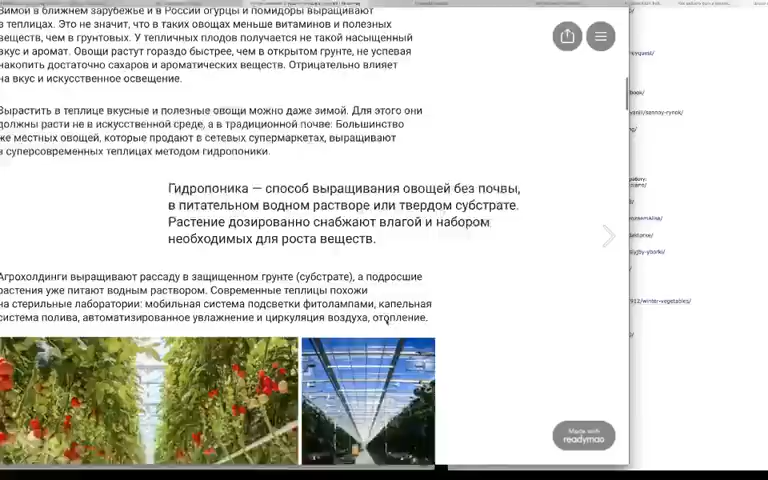 Зимой в ближнем зарубежье и в России огурцы и помидоры выращивают
в теплицах. Это не значит, что в таких овощах меньше витаминов и полезных
веществ, чем в грунтовых. У тепличных плодов получается не такой насыщенный
вкус и аромат. Овощи растут гораздо быстрее, чем в открытом грунте, не успевая
накопить достаточно сахаров и ароматических веществ. Отрицательно влияет
на вкус и искусственное освещение.
Вырастить в теплице вкусные и полезные овощи можно даже зимой. Для этого они
должны расти не в искусственной среде, а в традиционной почве: Большинство
же местных овощей, которые продают в сетевых супермаркетах, выращивают
в суперсовременных теплицах методом гидропоники.
Гидропоника — способ выращивания овощей без почвы,
в питательном водном растворе или твердом субстрате.
Растение дозированно снабжают влагой и набором
необходимых для роста веществ.
Агрохолдинги выращивают рассаду в защищенном грунте (субстрате), а подросшие
растения уже питают водным раствором. Современные теплицы похожи
на стерильные лаборатории: мобильная система подсветки фитолампами, капельная
система полива, автоматизированное увлажнение и циркуляция воздуха, отопление.
Made with
readymag
912/winter-vegetables/